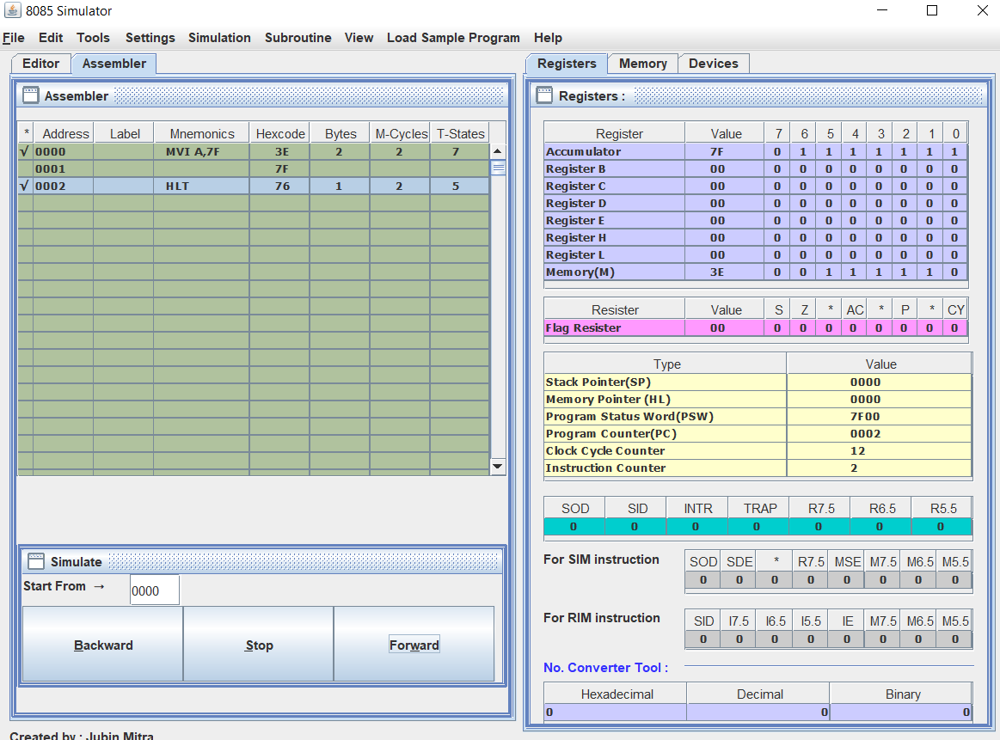 8085 Simulator
File Edit Tools Settings Simulation Subroutine View Load Sample Program Help
Editor Assembler
Assembler
* Address Label Mnemonics Hexcode Bytes M-Cycles T-States
√ 0000 MVI A,7F 3E 2 2 7
0001 7F
√ 0002 HLT 76 1 2 5
Simulate
Start From → 0000
Backward Stop Forward
Created by : Jubin Mitra
Registers Memory Devices
Registers :
Register Value 7 6 5 4 3 2 1 0
Accumulator 7F 0 1 1 1 1 1 1 1
Register B 00 0 0 0 0 0 0 0 0
Register C 00 0 0 0 0 0 0 0 0
Register D 00 0 0 0 0 0 0 0 0
Register E 00 0 0 0 0 0 0 0 0
Register H 00 0 0 0 0 0 0 0 0
Register L 00 0 0 0 0 0 0 0 0
Memory(M) 3E 0 0 1 1 1 1 1 0
Resister Value S Z * AC * P * CY
Flag Resister 00 0 0 0 0 0 0 0 0
Type Value
Stack Pointer(SP) 0000
Memory Pointer (HL) 0000
Program Status Word(PSW) 7F00
Program Counter(PC) 0002
Clock Cycle Counter 12
Instruction Counter 2
SOD SID INTR TRAP R7.5 R6.5 R5.5
0 0 0 0 0 0 0
For SIM instruction
SOD SDE * R7.5 MSE M7.5 M6.5 M5.5
0 0 0 0 0 0 0 0
For RIM instruction
SID I7.5 I6.5 I5.5 IE M7.5 M6.5 M5.5
0 0 0 0 0 0 0 0
No. Converter Tool :
Hexadecimal Decimal Binary
0 0 0